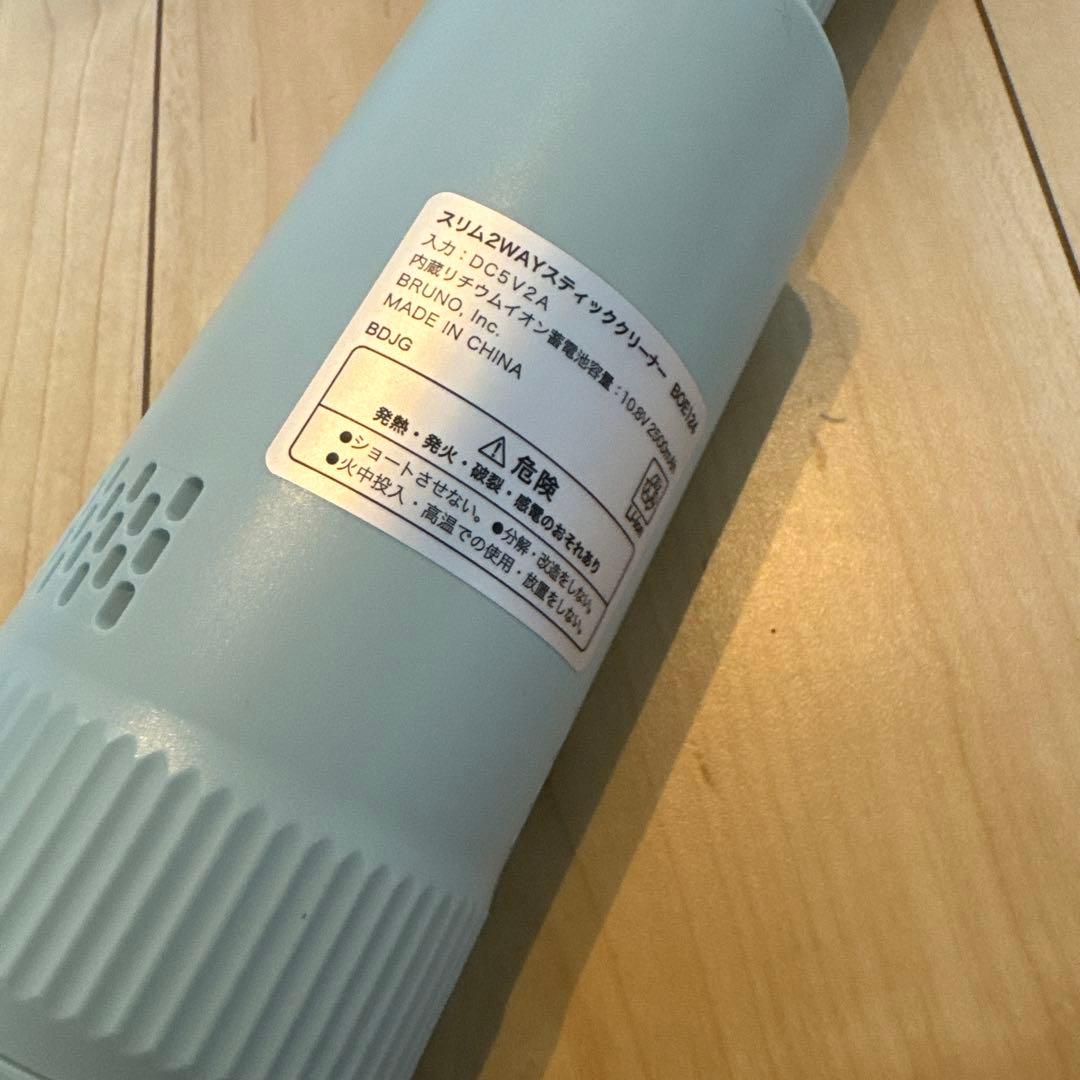 スリム2WAYスティッククリーナー BOE124
入力：DC5V2A
内蔵リチウムイオン蓄電池容量：10.8V 2500mAh
BRUNO, Inc.
MADE IN CHINA
BDJG
Li-ion
⚠危険
発熱・発火・破裂・感電のおそれあり
●ショートさせない。●分解・改造をしない。
●火中投入・高温での使用・放置をしない。